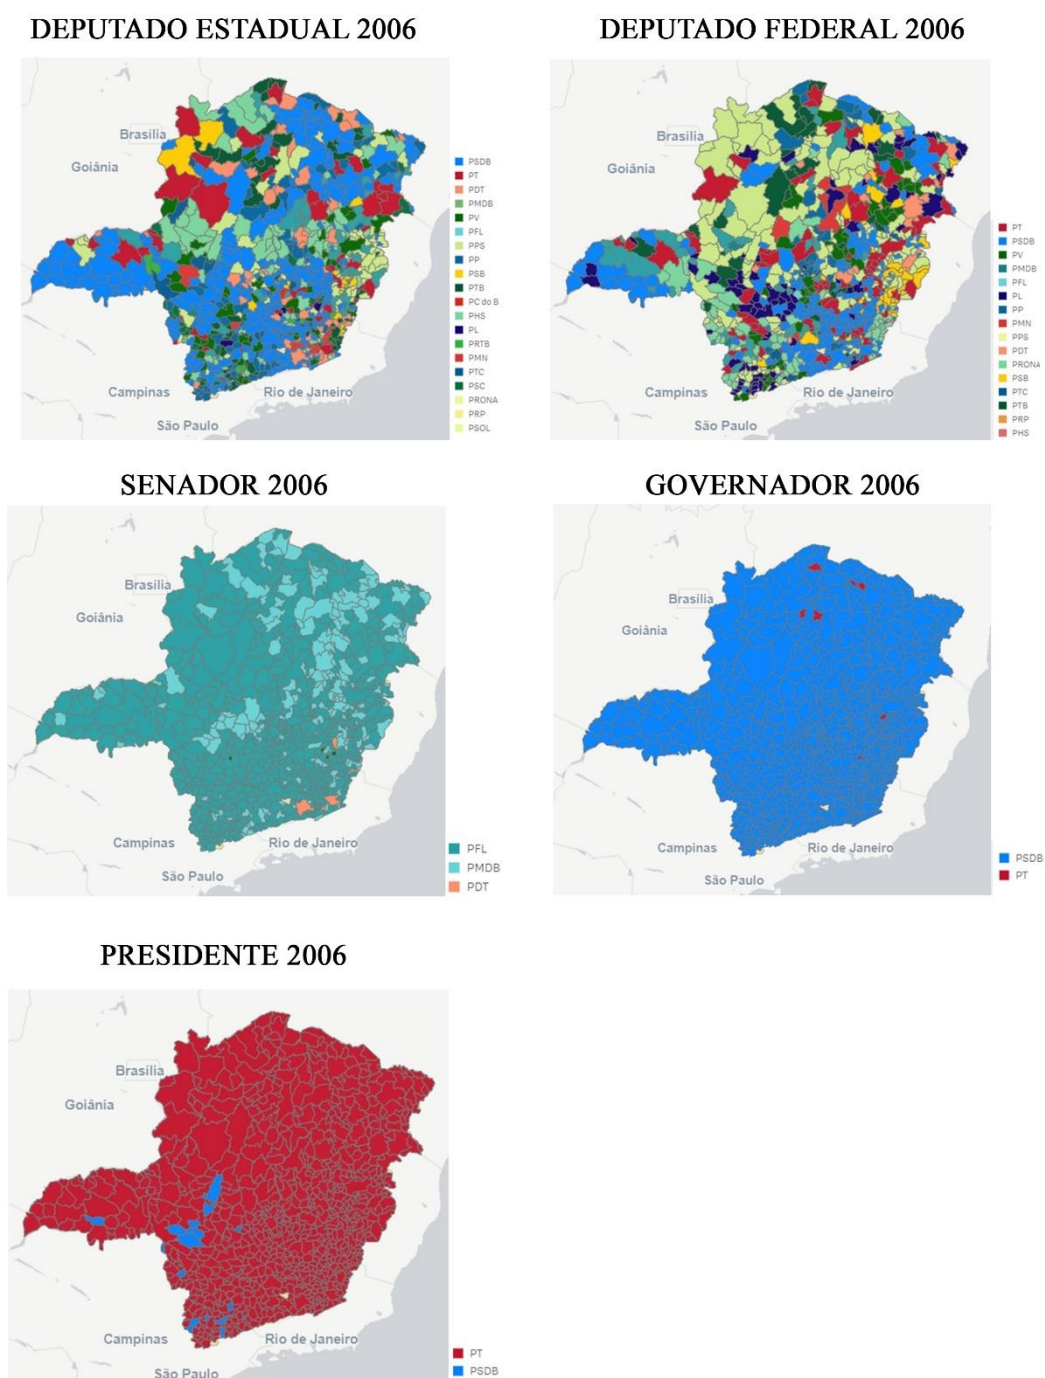 DEPUTADO ESTADUAL 2006
Brasília
Goiânia
Campinas
Rio de Janeiro
São Paulo
PSDB
PT
PDT
PMDB
PV
PFL
PPS
PP
PSB
PTB
PC do B
PHS
PL
PRTB
PMN
PTC
PSC
PRONA
PRP
PSOL
DEPUTADO FEDERAL 2006
Brasília
Goiânia
Campinas
Rio de Janeiro
São Paulo
PT
PSDB
PV
PMDB
PFL
PL
PP
PMN
PPS
PDT
PRONA
PSB
PTC
PTB
PRP
PHS
SENADOR 2006
Brasília
Goiânia
Campinas
Rio de Janeiro
São Paulo
PFL
PMDB
PDT
GOVERNADOR 2006
Brasília
Goiânia
Campinas
Rio de Janeiro
São Paulo
PSDB
PT
PRESIDENTE 2006
Brasília
Goiânia
Campinas
Rio de Janeiro
São Paulo
PT
PSDB